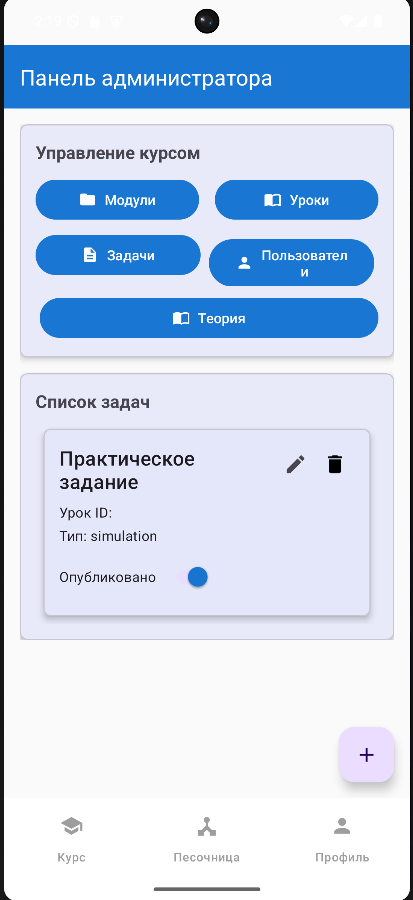 Панель администратора
Управление курсом
Модули
Уроки
Задачи
Пользовател
и
Теория
Список задач
Практическое
задание
Урок ID:
Тип: simulation
Опубликовано
+
Курс
Песочница
Профиль